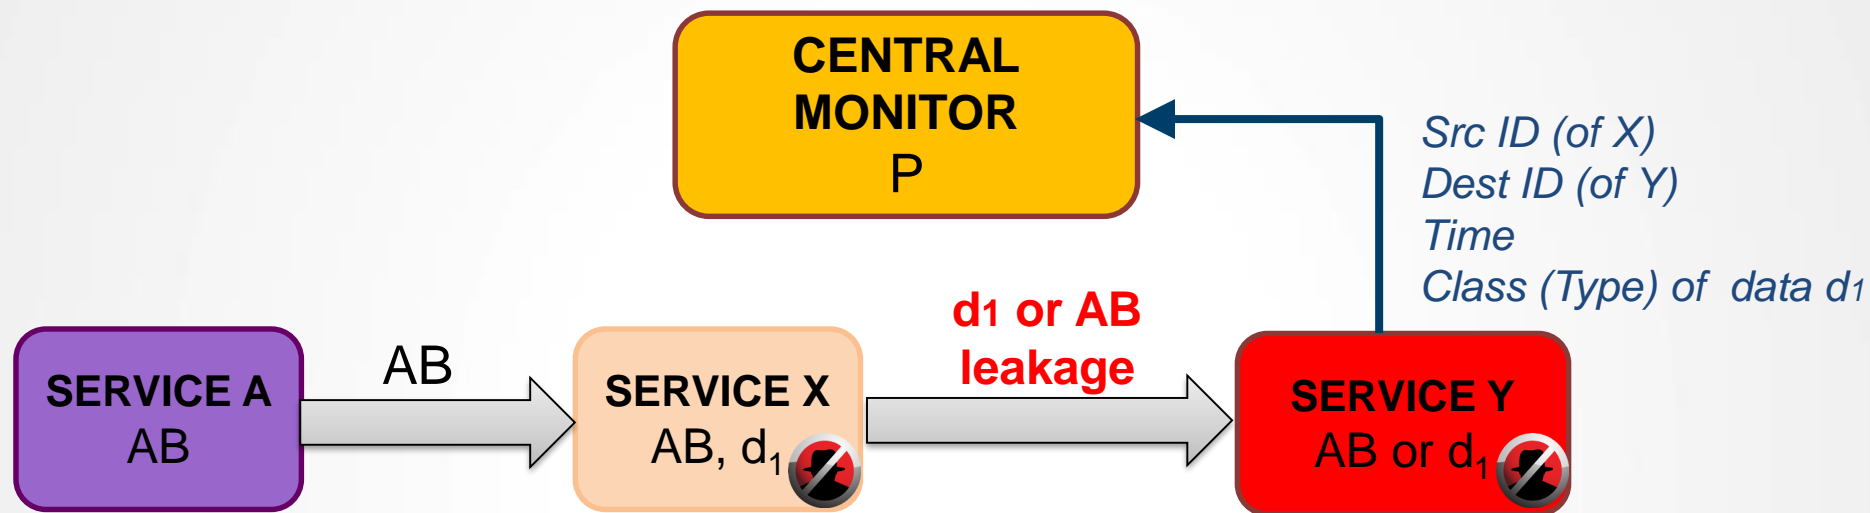 CENTRAL
MONITOR
P
Src ID (of X)
Dest ID (of Y)
Time
Class (Type) of data d1
SERVICE A
AB
AB
SERVICE X
AB, d₁
d1 or AB
leakage
SERVICE Y
AB or d₁